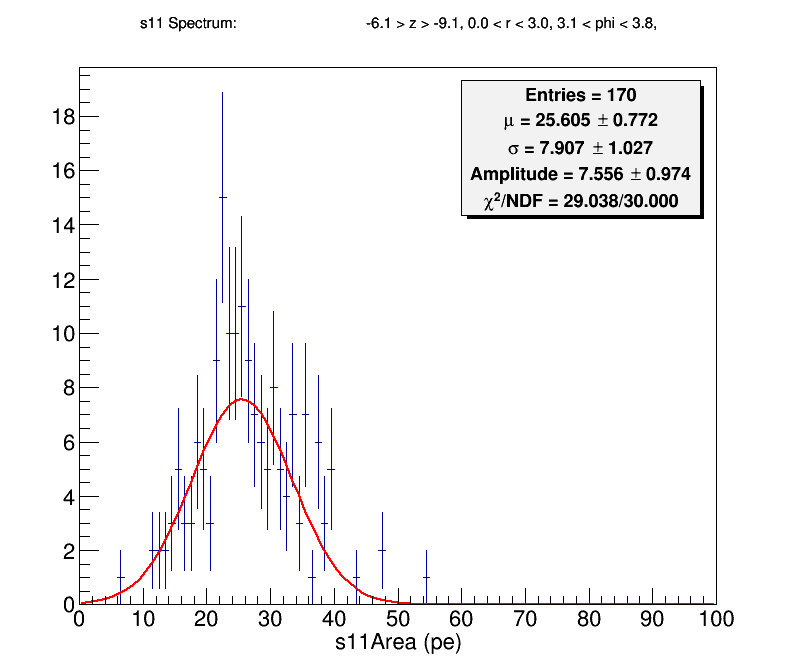 s11 Spectrum: -6.1 > z > -9.1, 0.0 < r < 3.0, 3.1 < phi < 3.8,
Entries = 170
μ = 25.605 ± 0.772
σ = 7.907 ± 1.027
Amplitude = 7.556 ± 0.974
χ²/NDF = 29.038/30.000
18
16
14
12
10
8
6
4
2
0
0 10 20 30 40 50 60 70 80 90 100
s11Area (pe)